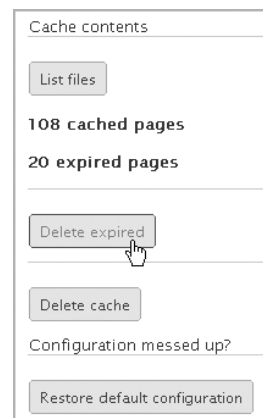 Cache contents
List files
108 cached pages
20 expired pages
Delete expired
Delete cache
Configuration messed up?
Restore default configuration